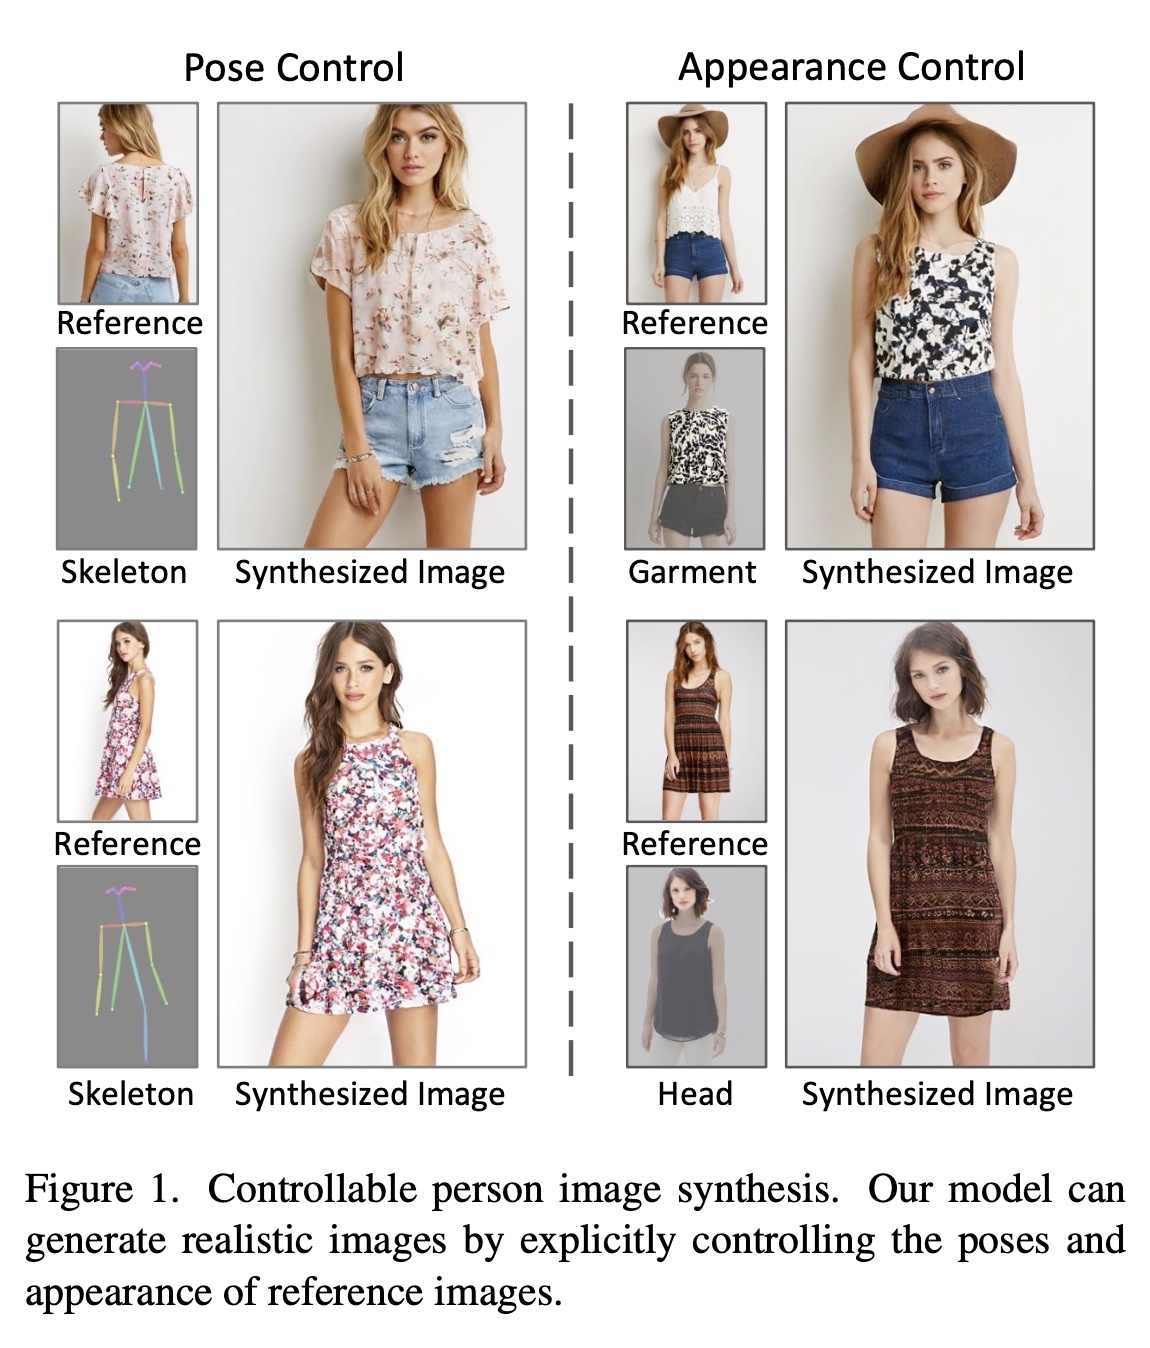 Pose Control
Appearance Control
Reference
Skeleton
Synthesized Image
Reference
Garment
Synthesized Image
Reference
Skeleton
Synthesized Image
Reference
Head
Synthesized Image
Figure 1. Controllable person image synthesis. Our model can
generate realistic images by explicitly controlling the poses and
appearance of reference images.